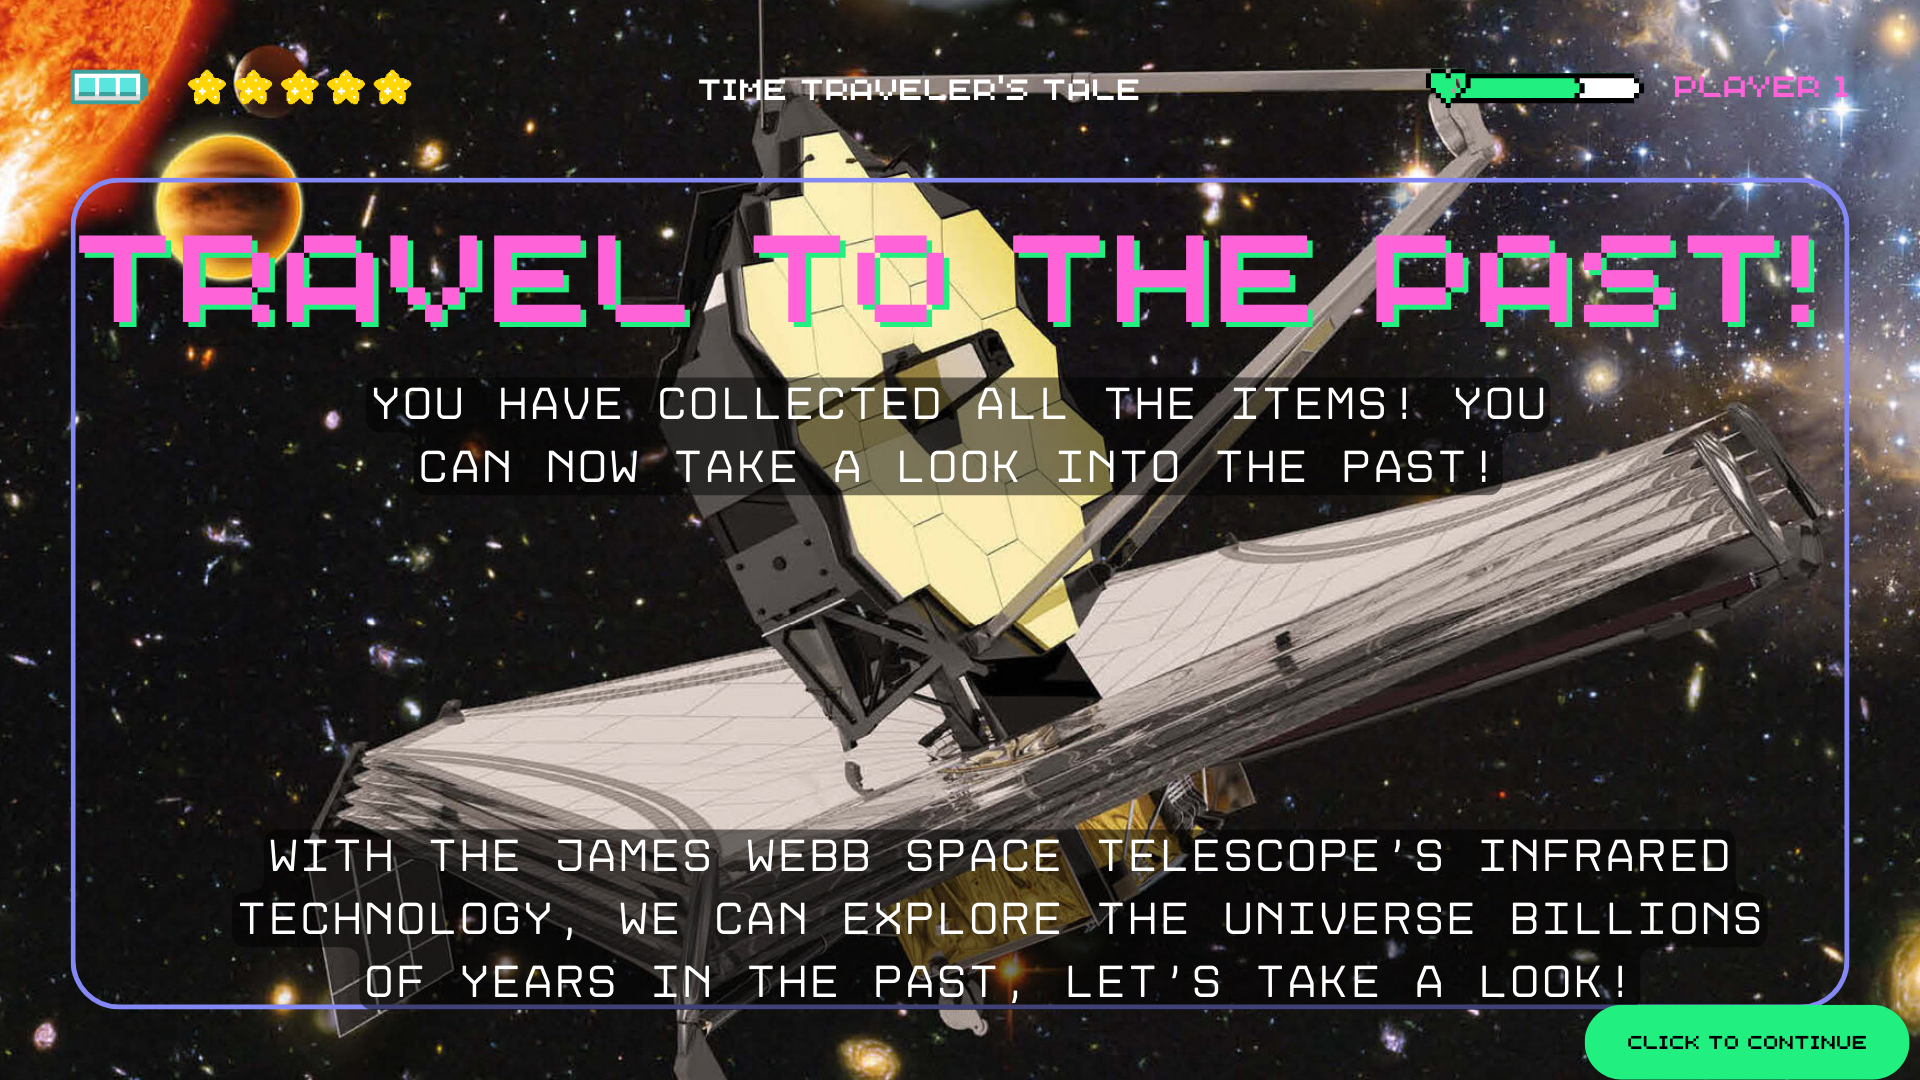 TIME TRAVELER'S TALE
PLAYER 1
TRAVEL TO THE PAST!
YOU HAVE COLLECTED ALL THE ITEMS! YOU
CAN NOW TAKE A LOOK INTO THE PAST!
WITH THE JAMES WEBB SPACE TELESCOPE'S INFRARED
TECHNOLOGY, WE CAN EXPLORE THE UNIVERSE BILLIONS
OF YEARS IN THE PAST, LET'S TAKE A LOOK!
CLICK TO CONTINUE